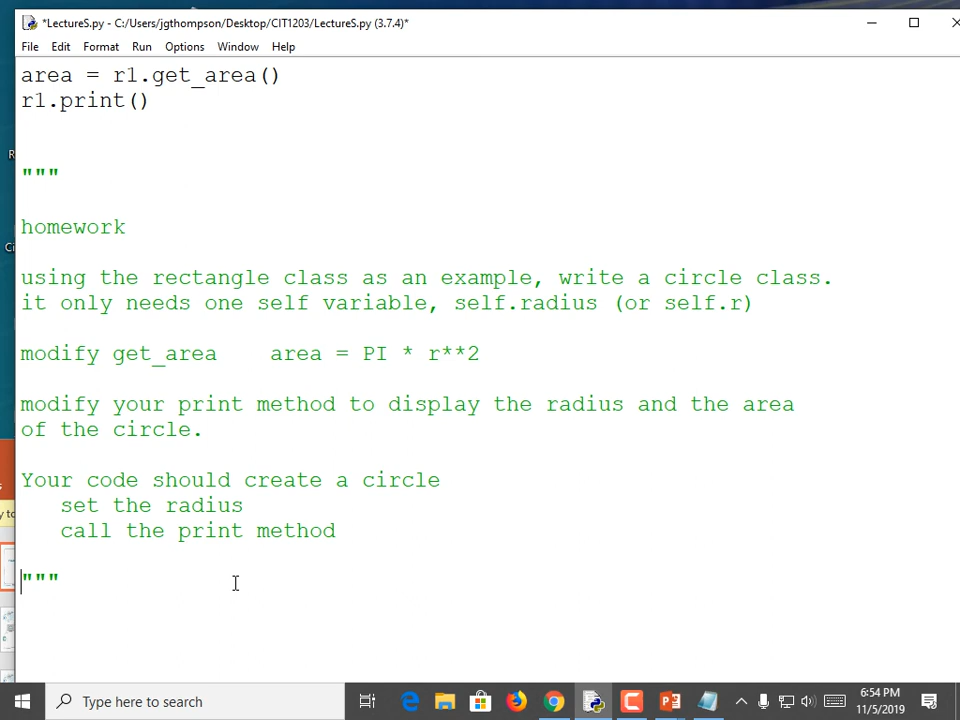 *LectureS.py - C:/Users/jgthompson/Desktop/CIT1203/LectureS.py (3.7.4)*
File Edit Format Run Options Window Help
area = r1.get_area()
r1.print()
"""
homework
using the rectangle class as an example, write a circle class.
it only needs one self variable, self.radius (or self.r)
modify get_area    area = PI * r**2
modify your print method to display the radius and the area
of the circle.
Your code should create a circle
   set the radius
   call the print method
"""
Type here to search
6:54 PM
11/5/2019